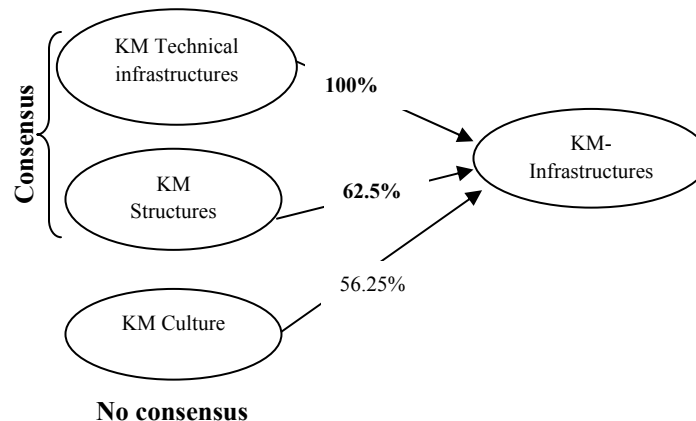 KM Technical
infrastructures
100%
Consensus
KM-
Infrastructures
KM
Structures
62.5%
56.25%
KM Culture
No consensus